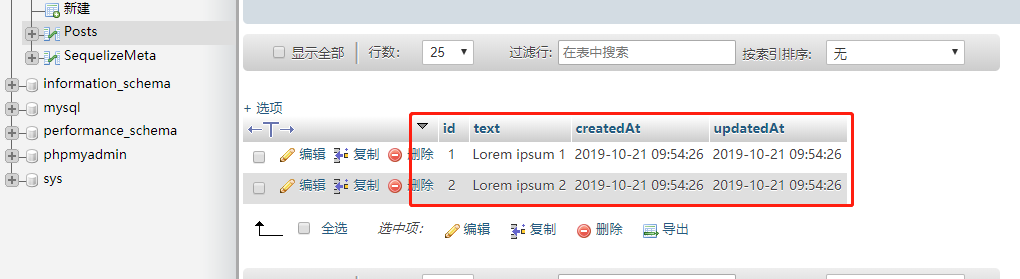 新建
Posts
SequelizeMeta
information_schema
mysql
performance_schema
phpmyadmin
sys
显示全部 行数: 25 过滤行: 在表中搜索 按索引排序: 无
+ 选项
←T→ id text createdAt updatedAt
编辑 复制 删除 1 Lorem ipsum 1 2019-10-21 09:54:26 2019-10-21 09:54:26
编辑 复制 删除 2 Lorem ipsum 2 2019-10-21 09:54:26 2019-10-21 09:54:26
全选 选中项: 编辑 复制 删除 导出